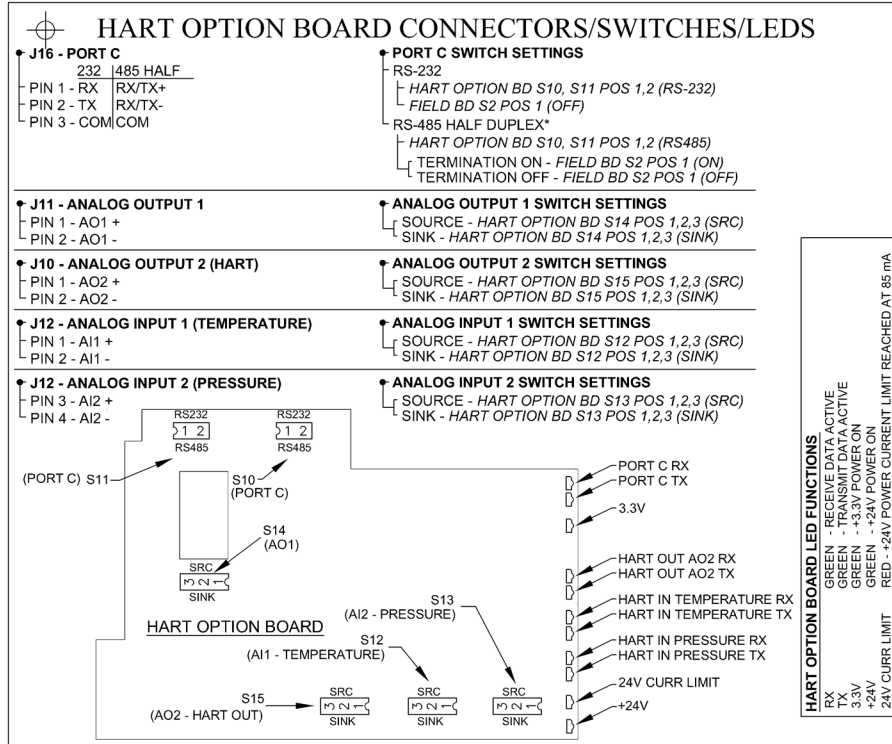 HART OPTION BOARD CONNECTORS/SWITCHES/LEDS
J16 - PORT C
232 485 HALF
PIN 1 - RX RX/TX+
PIN 2 - TX RX/TX-
PIN 3 - COM COM
PORT C SWITCH SETTINGS
RS-232
HART OPTION BD S10, S11 POS 1,2 (RS-232)
FIELD BD S2 POS 1 (OFF)
RS-485 HALF DUPLEX*
HART OPTION BD S10, S11 POS 1,2 (RS485)
TERMINATION ON - FIELD BD S2 POS 1 (ON)
TERMINATION OFF - FIELD BD S2 POS 1 (OFF)
J11 - ANALOG OUTPUT 1
PIN 1 - AO1 +
PIN 2 - AO1 -
ANALOG OUTPUT 1 SWITCH SETTINGS
SOURCE - HART OPTION BD S14 POS 1,2,3 (SRC)
SINK - HART OPTION BD S14 POS 1,2,3 (SINK)
J10 - ANALOG OUTPUT 2 (HART)
PIN 1 - AO2 +
PIN 2 - AO2 -
ANALOG OUTPUT 2 SWITCH SETTINGS
SOURCE - HART OPTION BD S15 POS 1,2,3 (SRC)
SINK - HART OPTION BD S15 POS 1,2,3 (SINK)
J12 - ANALOG INPUT 1 (TEMPERATURE)
PIN 1 - AI1 +
PIN 2 - AI1 -
ANALOG INPUT 1 SWITCH SETTINGS
SOURCE - HART OPTION BD S12 POS 1,2,3 (SRC)
SINK - HART OPTION BD S12 POS 1,2,3 (SINK)
J12 - ANALOG INPUT 2 (PRESSURE)
PIN 3 - AI2 +
PIN 4 - AI2 -
ANALOG INPUT 2 SWITCH SETTINGS
SOURCE - HART OPTION BD S13 POS 1,2,3 (SRC)
SINK - HART OPTION BD S13 POS 1,2,3 (SINK)
RS232
1 2
RS485
RS232
1 2
RS485
(PORT C) S11
S10
(PORT C)
S14
(AO1)
SRC
3 2 1
SINK
HART OPTION BOARD
S13
(AI2 - PRESSURE)
S12
(AI1 - TEMPERATURE)
S15
(AO2 - HART OUT)
SRC
3 2 1
SINK
SRC
3 2 1
SINK
SRC
3 2 1
SINK
PORT C RX
PORT C TX
3.3V
HART OUT AO2 RX
HART OUT AO2 TX
HART IN TEMPERATURE RX
HART IN TEMPERATURE TX
HART IN PRESSURE RX
HART IN PRESSURE TX
24V CURR LIMIT
+24V
HART OPTION BOARD LED FUNCTIONS
RX GREEN - RECEIVE DATA ACTIVE
TX GREEN - TRANSMIT DATA ACTIVE
3.3V GREEN - +3.3V POWER ON
+24V GREEN - +24V POWER ON
24V CURR LIMIT RED - +24V POWER CURRENT LIMIT REACHED AT 85 mA